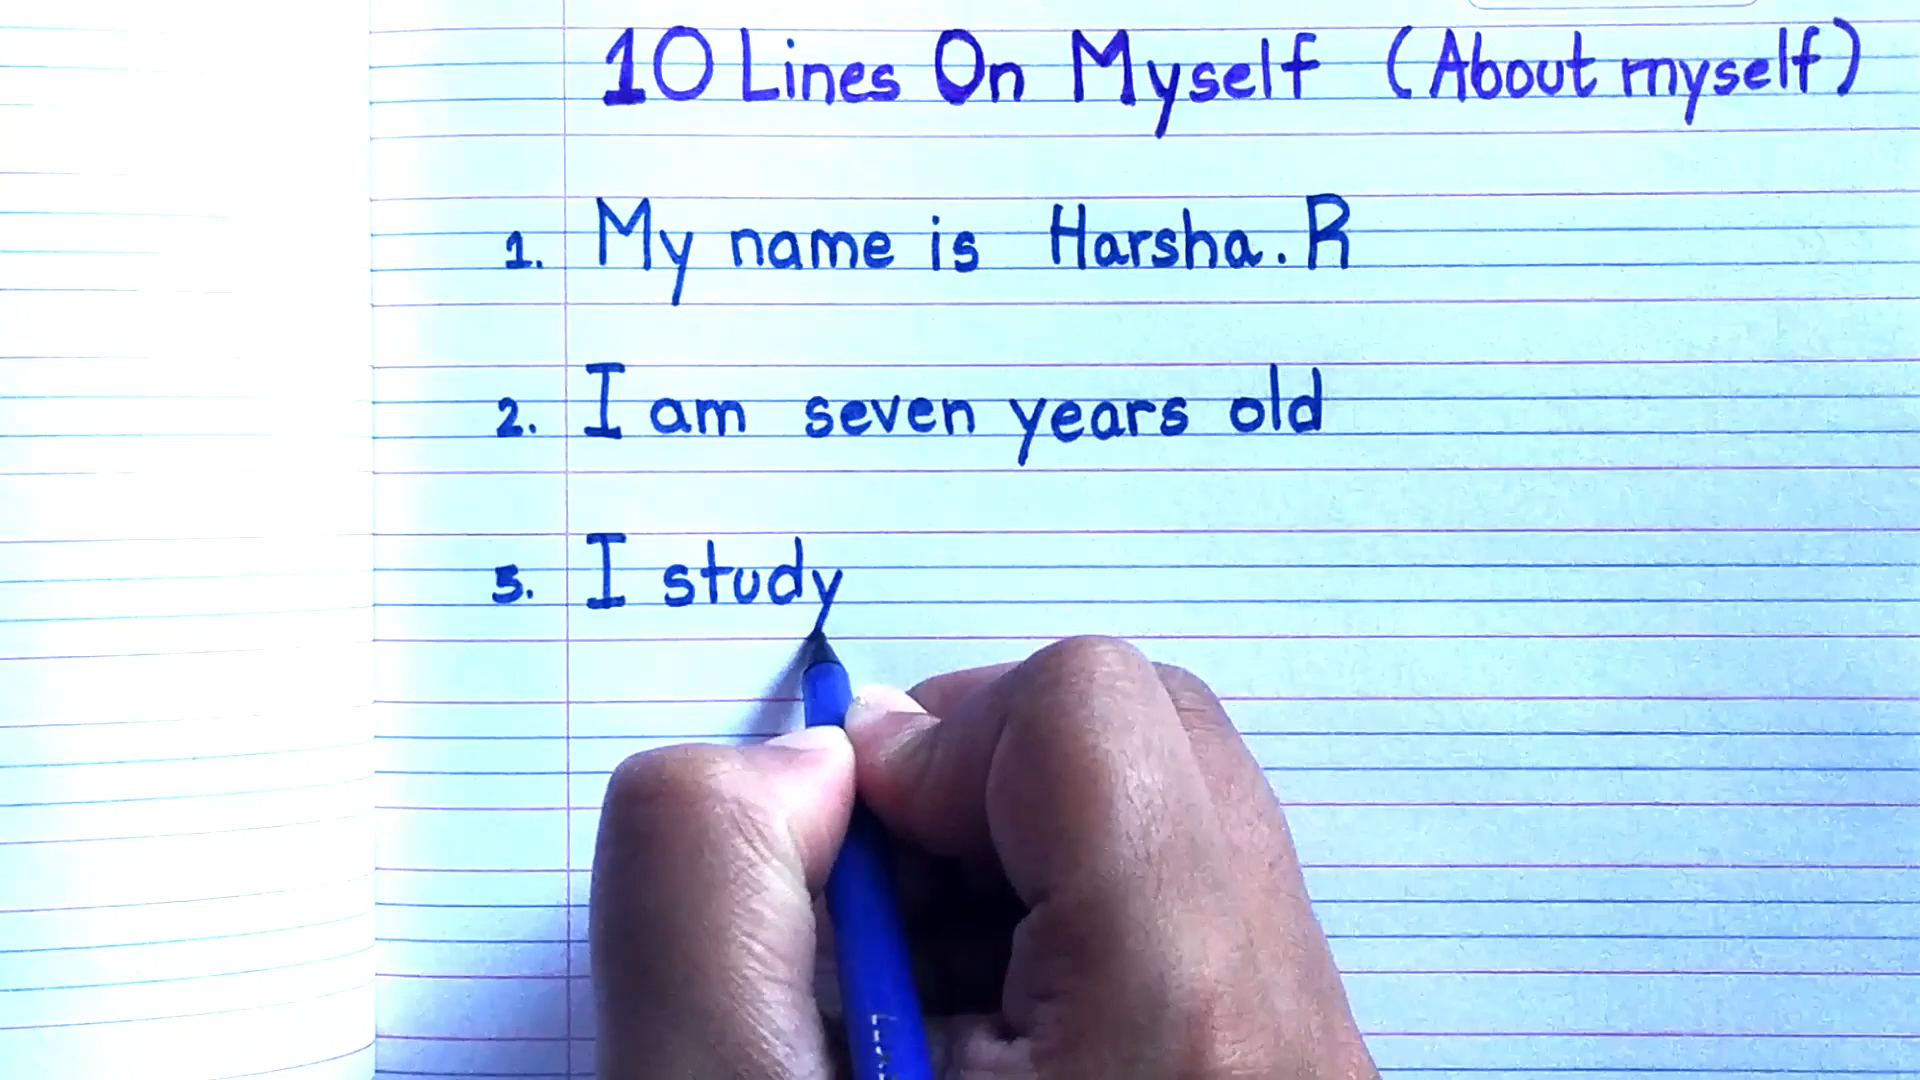 10 Lines On Myself (About myself)
1. My name is Harsha. R
2. I am seven years old
3. I study